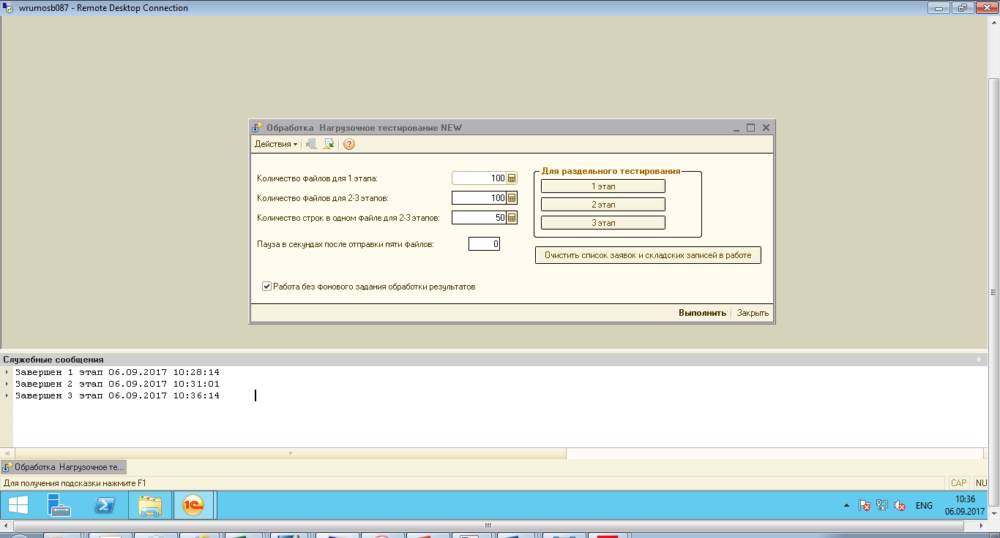 wrumosb087 - Remote Desktop Connection
Обработка Нагрузочное тестирование NEW
Действия
Количество файлов для 1 этапа:
100
Количество файлов для 2-3 этапов:
100
Количество строк в одном файле для 2-3 этапов:
50
Пауза в секундах после отправки пяти файлов:
0
Для раздельного тестирования
1 этап
2 этап
3 этап
Очистить список заявок и складских записей в работе
Работа без фонового задания обработки результатов
Выполнить
Закрыть
Служебные сообщения
Завершен 1 этап 06.09.2017 10:28:14
Завершен 2 этап 06.09.2017 10:31:01
Завершен 3 этап 06.09.2017 10:36:14
Обработка Нагрузочное те...
Для получения подсказки нажмите F1
CAP
NU
1С
ENG
10:36
06.09.2017